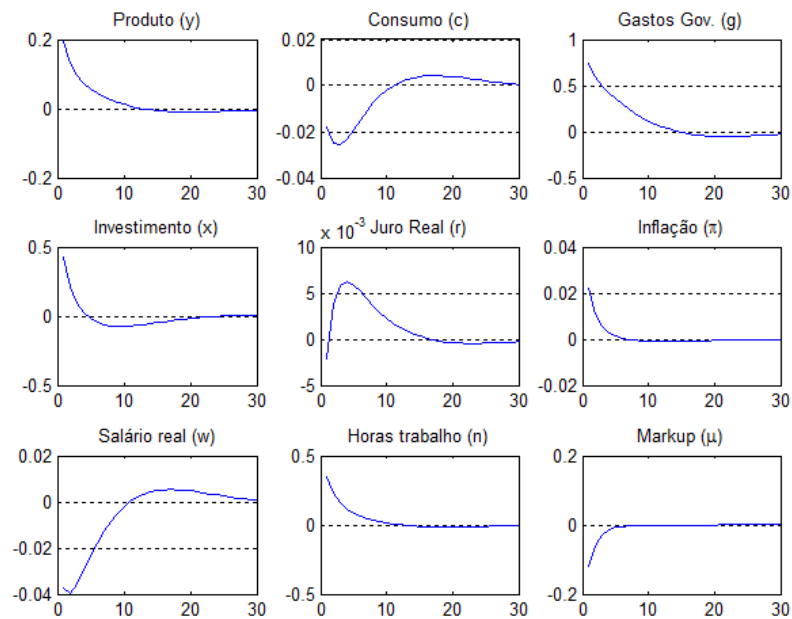 Produto (y)
0.2
0
-0.2
0 10 20 30
Consumo (c)
0.02
0
-0.02
-0.04
0 10 20 30
Gastos Gov. (g)
1
0.5
0
-0.5
0 10 20 30
Investimento (x)
0.5
0
-0.5
0 10 20 30
x 10⁻³ Juro Real (r)
10
5
0
-5
0 10 20 30
Inflação (π)
0.04
0.02
0
-0.02
0 10 20 30
Salário real (w)
0.02
0
-0.02
-0.04
0 10 20 30
Horas trabalho (n)
0.5
0
-0.5
0 10 20 30
Markup (μ)
0.2
0
-0.2
0 10 20 30